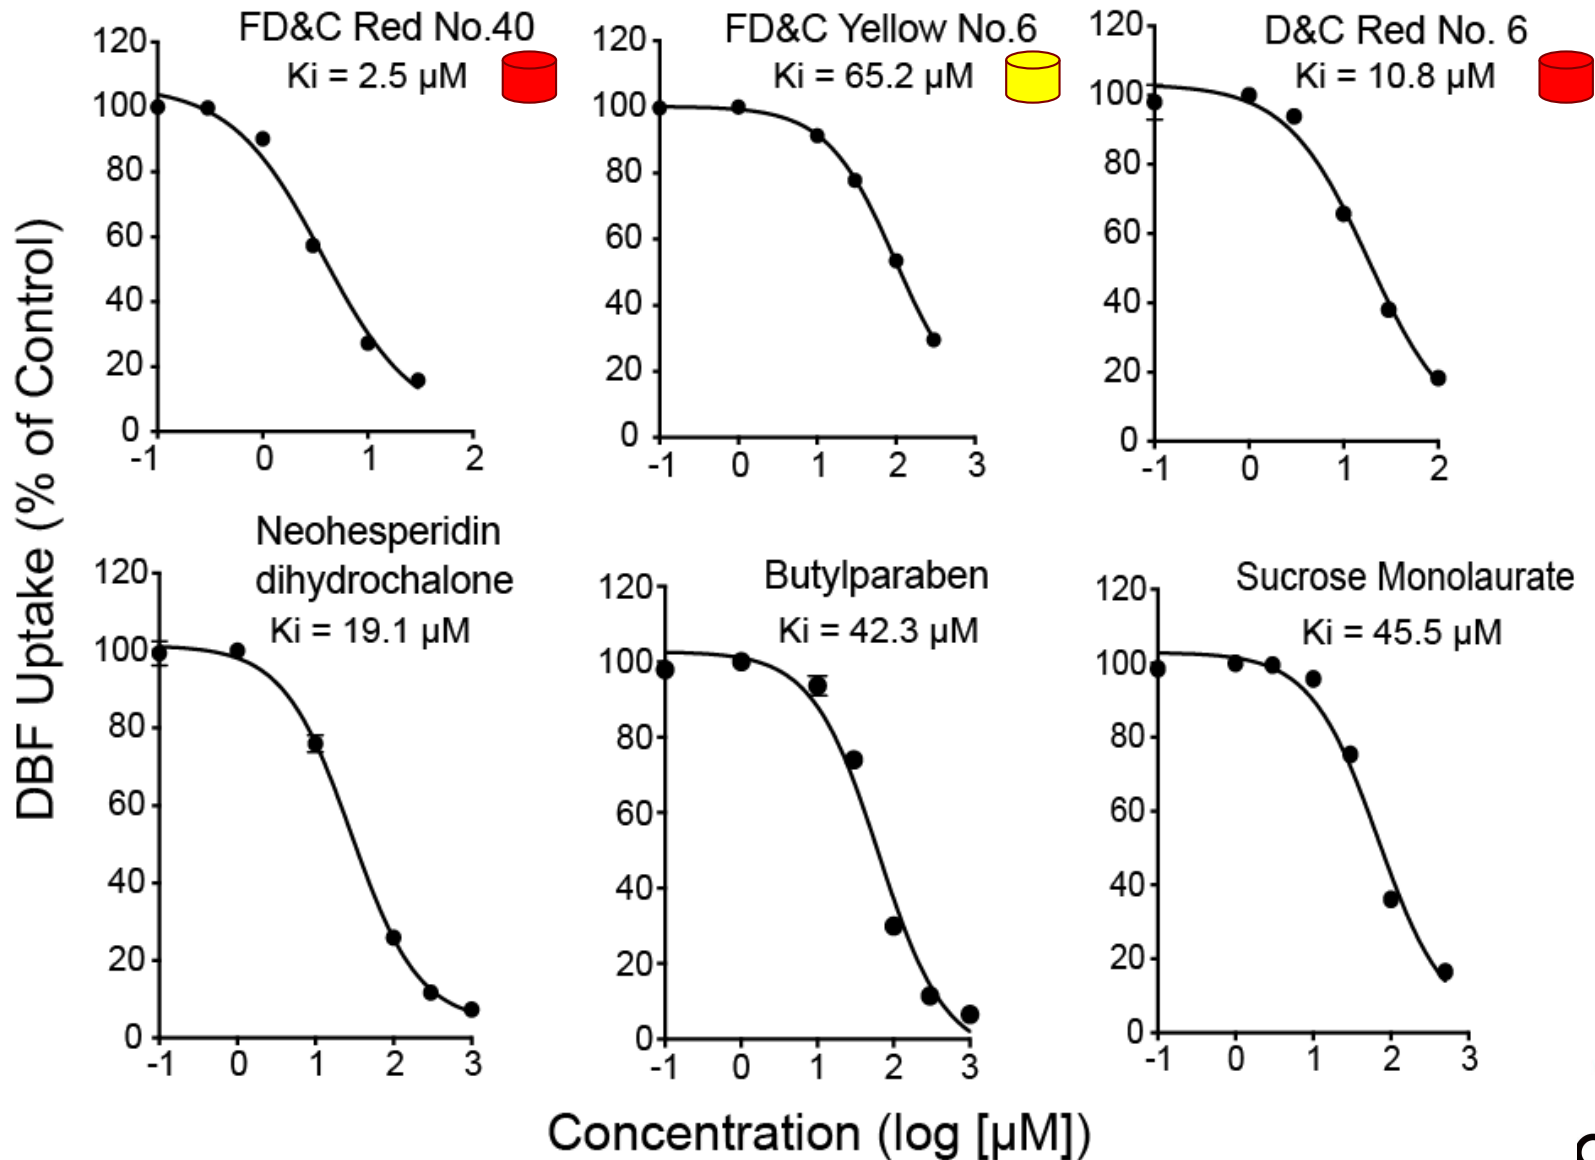 FD&C Red No.40
Ki = 2.5 µM
120
100
80
60
40
20
0
-1 0 1 2
FD&C Yellow No.6
Ki = 65.2 µM
120
100
80
60
40
20
0
-1 0 1 2 3
D&C Red No. 6
Ki = 10.8 µM
120
100
80
60
40
20
0
-1 0 1 2
DBF Uptake (% of Control)
Neohesperidin
dihydrochalone
Ki = 19.1 µM
120
100
80
60
40
20
0
-1 0 1 2 3
Butylparaben
Ki = 42.3 µM
120
100
80
60
40
20
0
-1 0 1 2 3
Sucrose Monolaurate
Ki = 45.5 µM
120
100
80
60
40
20
0
-1 0 1 2 3
Concentration (log [µM])